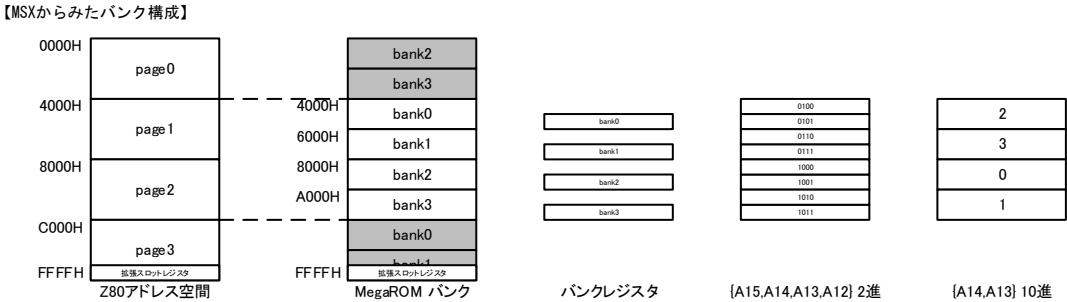 【MSXからみたバンク構成】
0000H
page0
4000H
page1
8000H
page2
C000H
page3
FFFFH
拡張スロットレジスタ
Z80アドレス空間
bank2
bank3
4000H
bank0
6000H
bank1
8000H
bank2
A000H
bank3
bank0
bank1
FFFFH
拡張スロットレジスタ
MegaROM バンク
bank0
bank1
bank2
bank3
バンクレジスタ
0100
0101
0110
0111
1000
1001
1010
1011
{A15,A14,A13,A12} 2進
2
3
0
1
{A14,A13} 10進